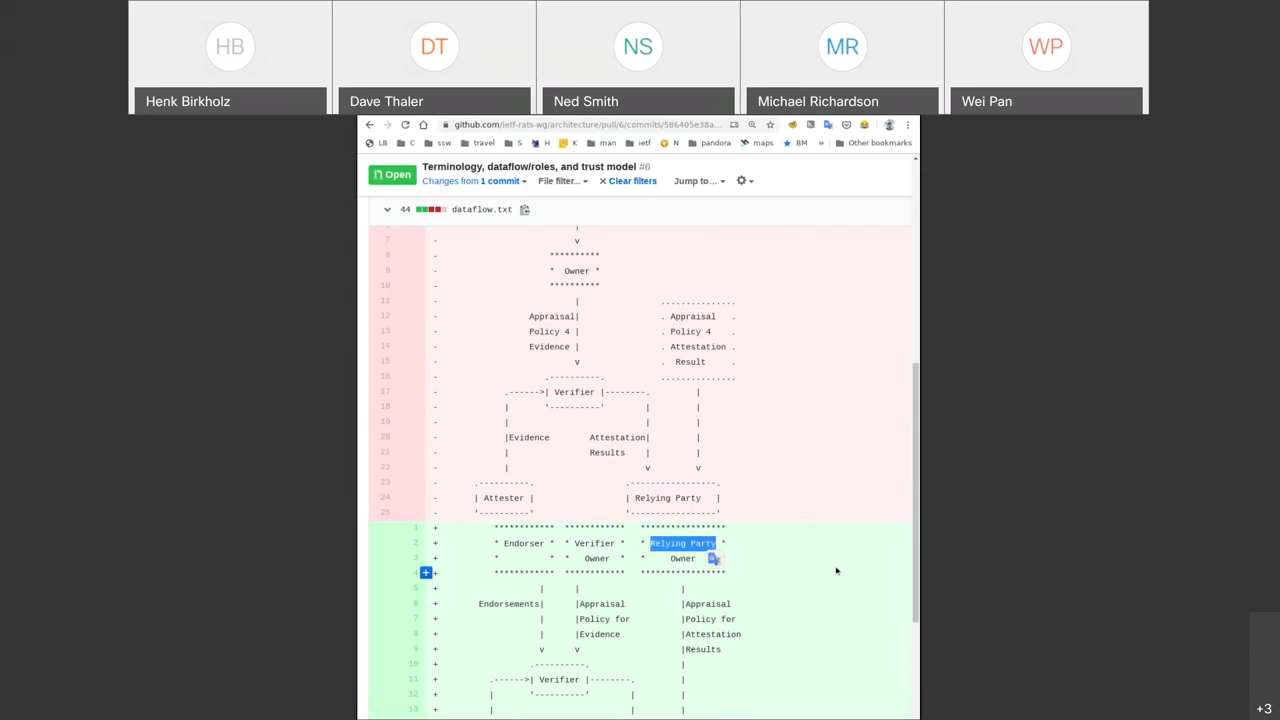 HB DT NS MR WP
Henk Birkholz Dave Thaler Ned Smith Michael Richardson Wei Pan
github.com/ietf-rats-wg/architecture/pull/6/commits/586405e38a...
LB C ssw travel S H K man ietf N pandora maps BM » Other bookmarks
Terminology, dataflow/roles, and trust model #6
Open
Changes from 1 commit File filter... Clear filters Jump to...
44 dataflow.txt
|
7 - v
8 - **********
9 - * Owner *
10 - **********
11 - | ...............
12 - Appraisal| . Appraisal .
13 - Policy 4 | . Policy 4 .
14 - Evidence | . Attestation .
15 - v . Result .
16 - .----------. ...............
17 - .------>| Verifier |--------. |
18 - | '----------' | |
19 - | | |
20 - |Evidence Attestation| |
21 - | Results | |
22 - | v v
23 - .----------. .----------------.
24 - | Attester | | Relying Party |
25 - '----------' '----------------'
1 + ************ ************ *****************
2 + * Endorser * * Verifier * * Relying Party *
3 + * * * Owner * * Owner
4 + ************ ************ *****************
5 + | | |
6 + Endorsements| |Appraisal |Appraisal
7 + | |Policy for |Policy for
8 + | |Evidence |Attestation
9 + v v |Results
10 + .----------. |
11 + .------>| Verifier |--------. |
12 + | '----------' | |
13 + | | |
+3